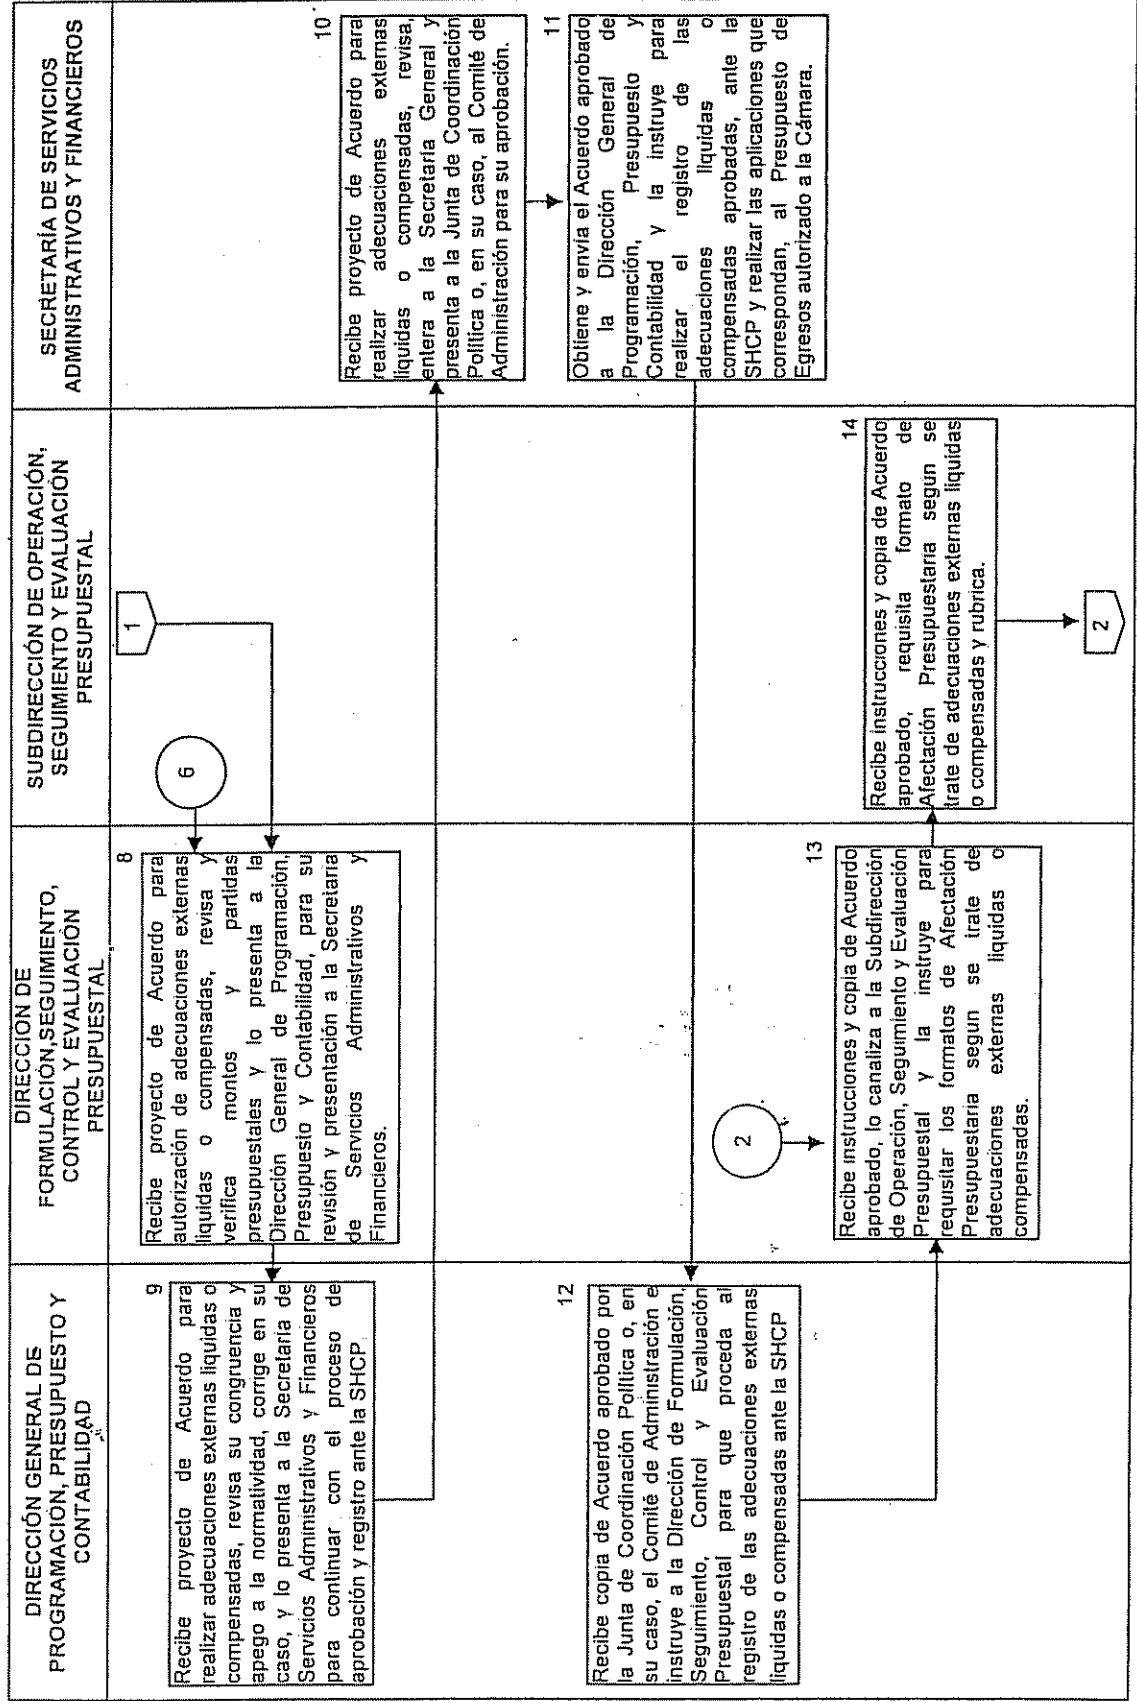 DIRECCIÓN GENERAL DE
PROGRAMACIÓN, PRESUPUESTO Y
CONTABILIDAD
DIRECCION DE
FORMULACIÓN,SEGUIMIENTO,
CONTROL Y EVALUACIÓN
PRESUPUESTAL
SUBDIRECCIÓN DE OPERACIÓN,
SEGUIMIENTO Y EVALUACIÓN
PRESUPUESTAL
SECRETARÍA DE SERVICIOS
ADMINISTRATIVOS Y FINANCIEROS
1
6
8
Recibe proyecto de Acuerdo para
autorización de adecuaciones externas
liquidas o compensadas, revisa y
verifica montos y partidas
presupuestales y lo presenta a la
Dirección General de Programación,
Presupuesto y Contabilidad, para su
revisión y presentación a la Secretaria
de Servicios Administrativos y
Financieros.
9
Recibe proyecto de Acuerdo para
realizar adecuaciones externas liquidas o
compensadas, revisa su congruencia y
apego a la normatividad, corrige en su
caso, y lo presenta a la Secretaria de
Servicios Administrativos y Financieros
para continuar con el proceso de
aprobación y registro ante la SHCP
10
Recibe proyecto de Acuerdo para
realizar adecuaciones externas
liquidas o compensadas, revisa,
entera a la Secretaría General y
presenta a la Junta de Coordinación
Política o, en su caso, al Comité de
Administración para su aprobación.
11
Obtiene y envía el Acuerdo aprobado
a la Dirección General de
Programación, Presupuesto y
Contabilidad y la instruye para
realizar el registro de las
adecuaciones liquidas o
compensadas aprobadas, ante la
SHCP y realizar las aplicaciones que
correspondan, al Presupuesto de
Egresos autorizado a la Cámara.
12
Recibe copia de Acuerdo aprobado por
la Junta de Coordinación Política o, en
su caso, el Comité de Administración e
instruye a la Dirección de Formulación,
Seguimiento, Control y Evaluación
Presupuestal para que proceda al
registro de las adecuaciones externas
liquidas o compensadas ante la SHCP
2
13
Recibe instrucciones y copia de Acuerdo
aprobado, lo canaliza a la Subdirección
de Operación, Seguimiento y Evaluación
Presupuestal y la instruye para
requisitar los formatos de Afectación
Presupuestaria segun se trate de
adecuaciones externas liquidas o
compensadas.
14
Recibe instrucciones y copia de Acuerdo
aprobado, requisita formato de
Afectación Presupuestaria según se
trate de adecuaciones externas liquidas
o compensadas y rubrica.
2